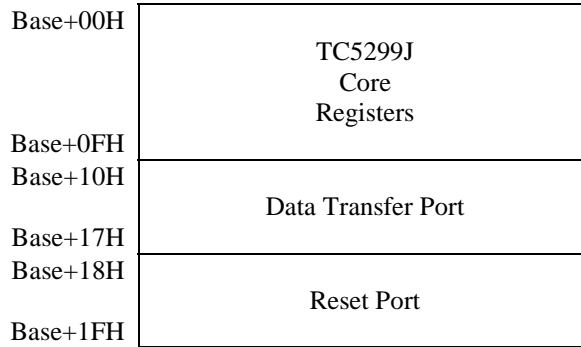 Base+00H
TC5299J
Core
Registers
Base+0FH
Base+10H
Data Transfer Port
Base+17H
Base+18H
Reset Port
Base+1FH